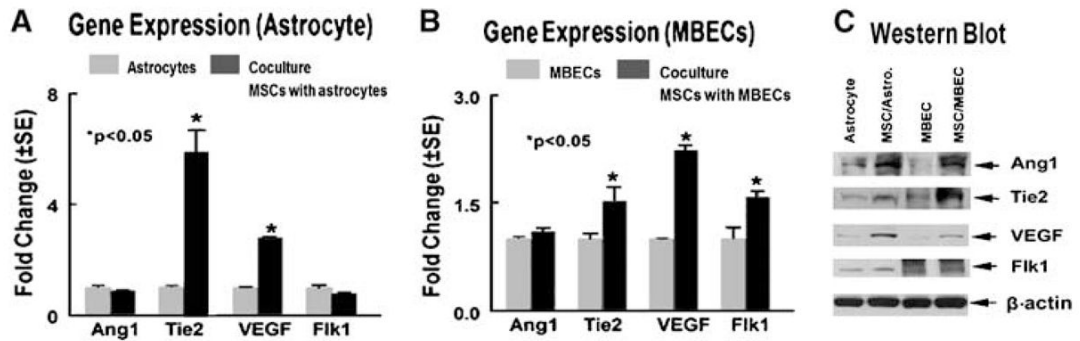 A Gene Expression (Astrocyte)
Astrocytes
Coculture
MSCs with astrocytes
Fold Change (±SE)
8
4
0
*p<0.05
*
*
Ang1 Tie2 VEGF Flk1
B Gene Expression (MBECs)
MBECs
Coculture
MSCs with MBECs
Fold Change (±SE)
3.0
1.5
0.0
*p<0.05
*
*
*
Ang1 Tie2 VEGF Flk1
C Western Blot
Astrocyte
MSC/Astro.
MBEC
MSC/MBEC
Ang1
Tie2
VEGF
Flk1
β-actin